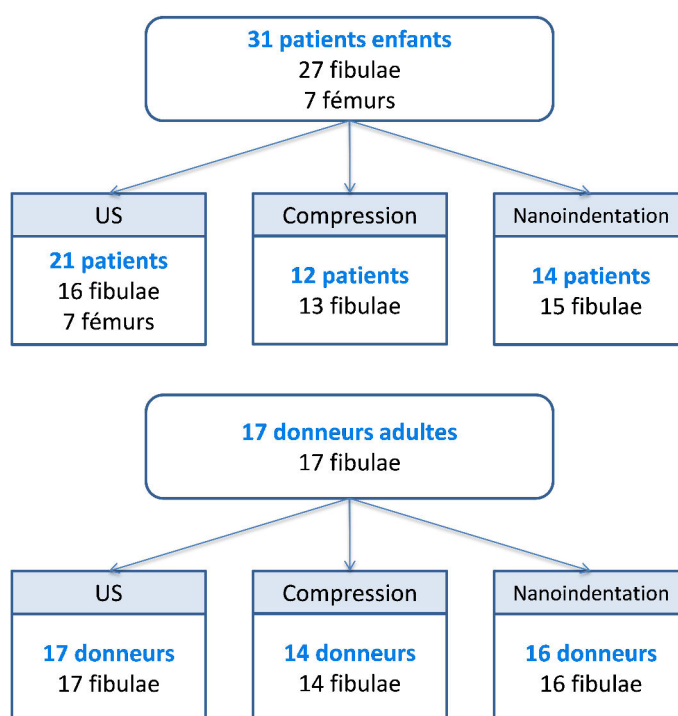 31 patients enfants
27 fibulae
7 fémurs
US
21 patients
16 fibulae
7 fémurs
Compression
12 patients
13 fibulae
Nanoindentation
14 patients
15 fibulae
17 donneurs adultes
17 fibulae
US
17 donneurs
17 fibulae
Compression
14 donneurs
14 fibulae
Nanoindentation
16 donneurs
16 fibulae